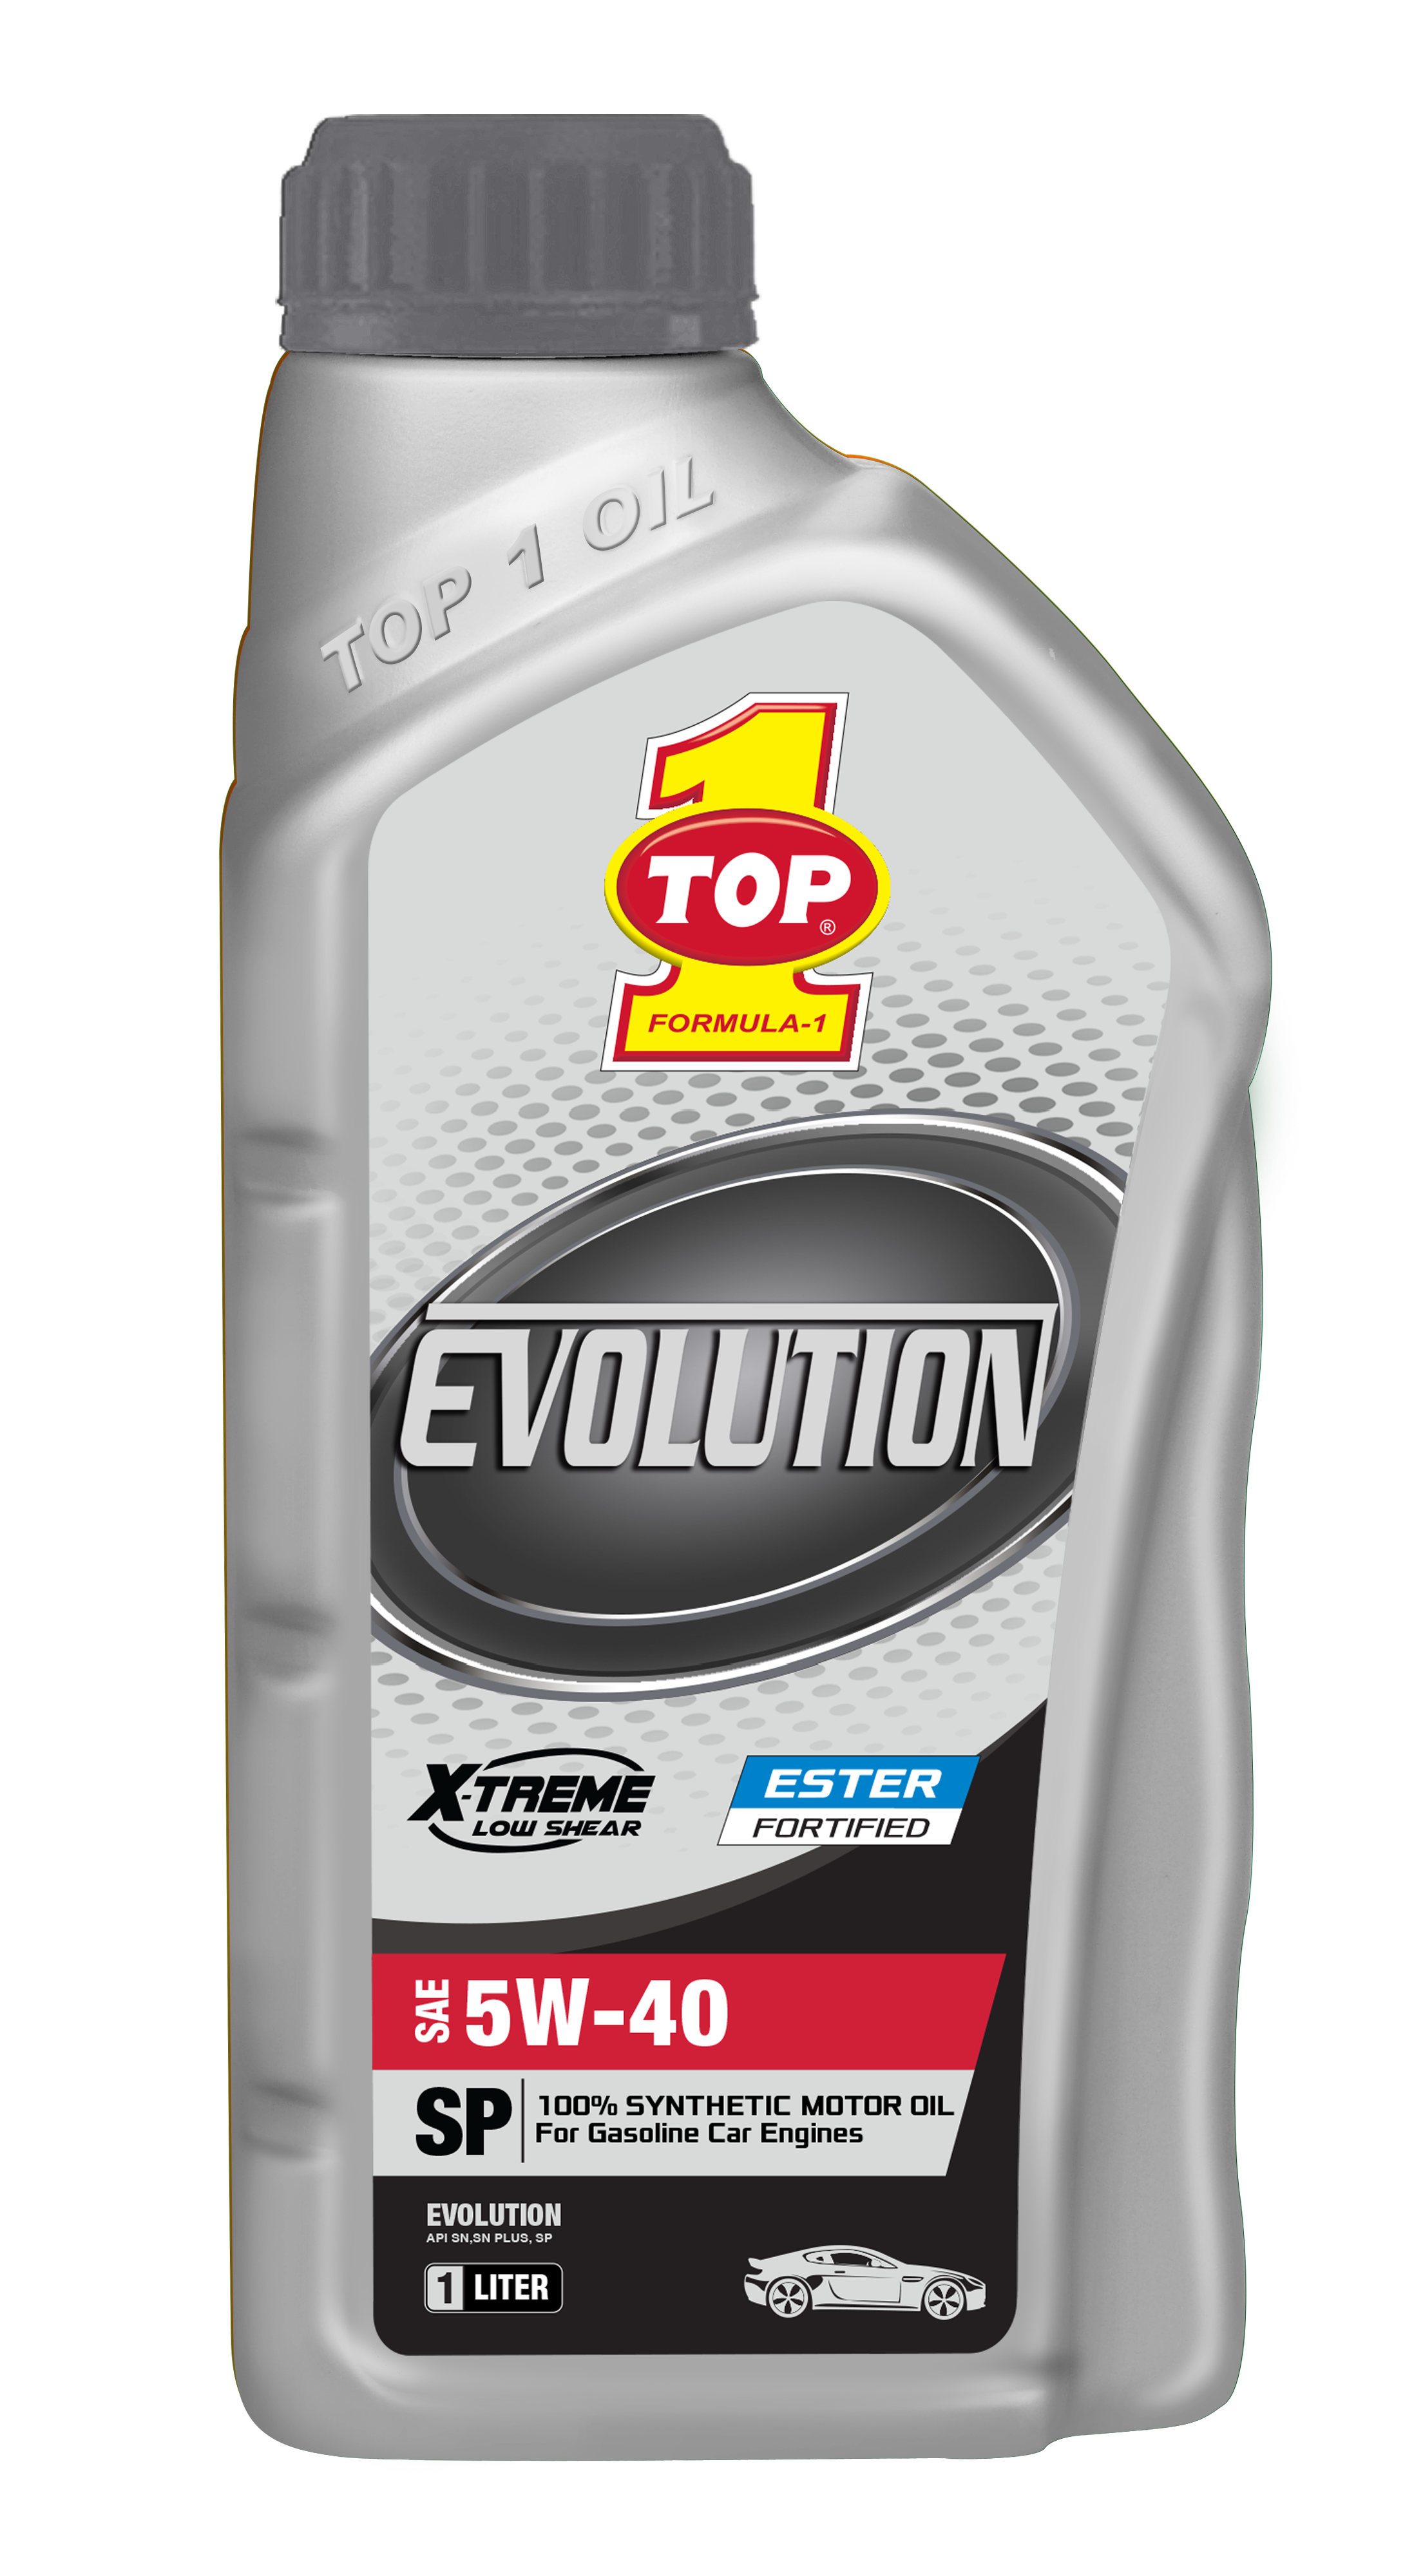 TOP 1 OIL
1
TOP
®
FORMULA-1
EVOLUTION
X-TREME
LOW SHEAR
ESTER
FORTIFIED
SAE 5W-40
SP
100% SYNTHETIC MOTOR OIL
For Gasoline Car Engines
EVOLUTION
API SN,SN PLUS, SP
1 LITER